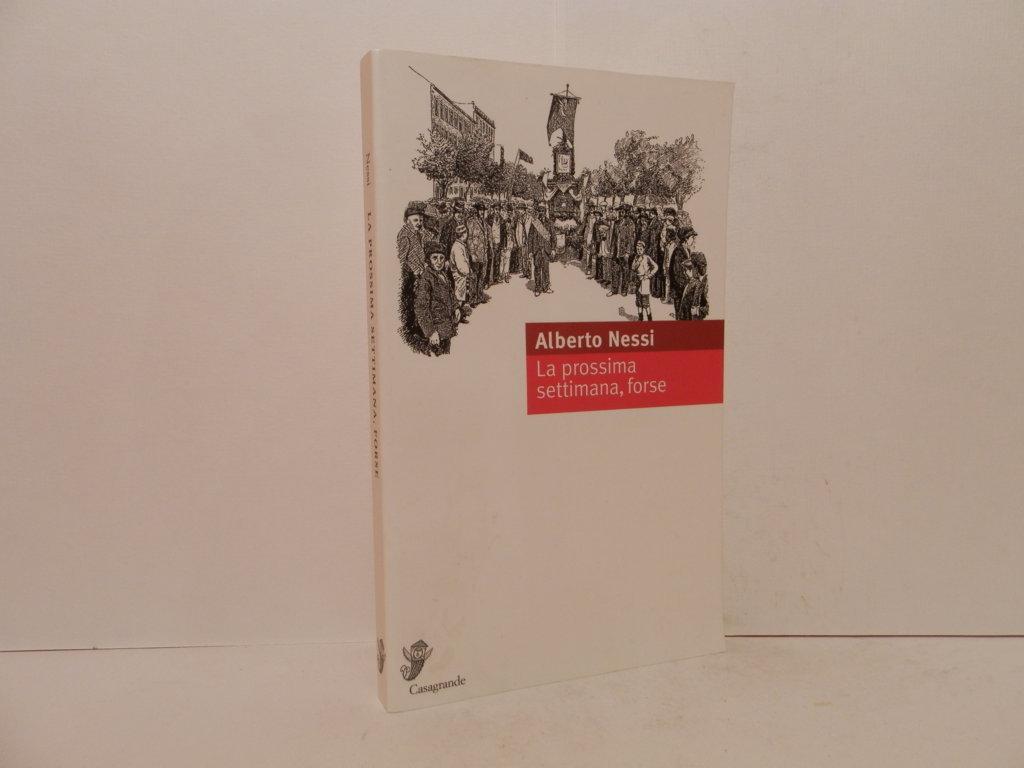 Nessi LA PROSSIMA SETTIMANA, FORSE
Alberto Nessi
La prossima
settimana, forse
Casagrande